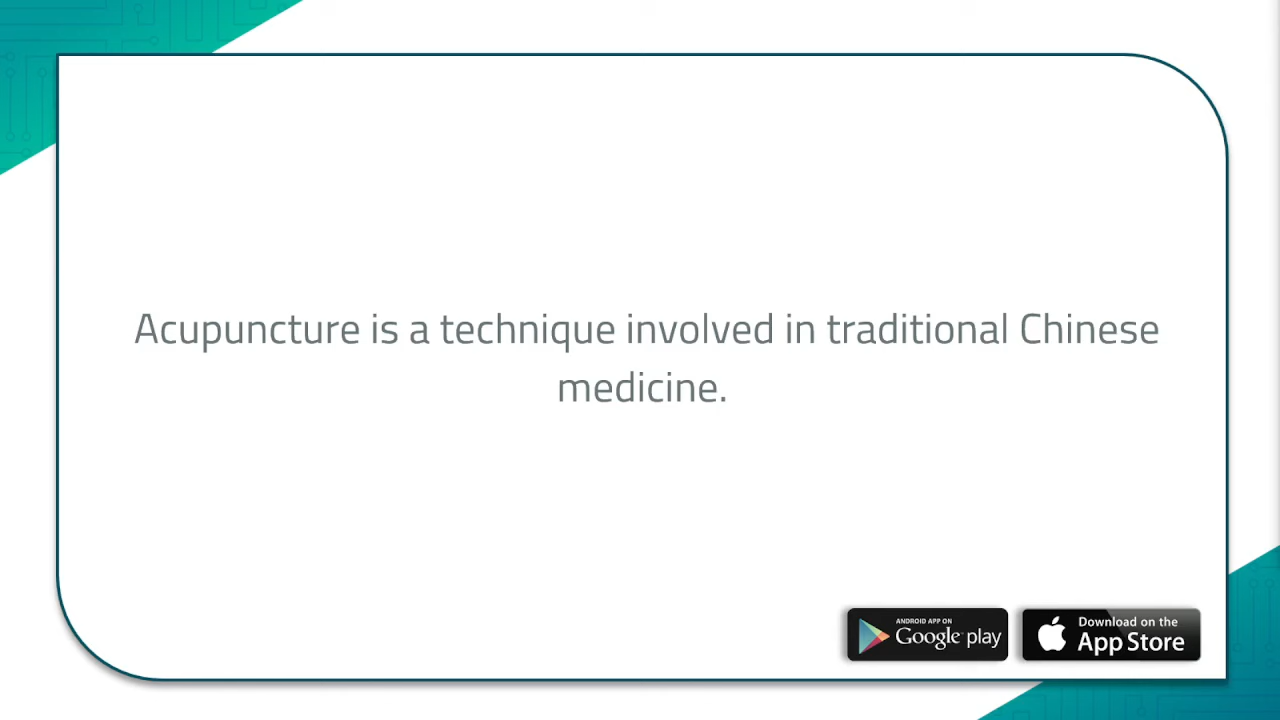 Acupuncture is a technique involved in traditional Chinese
medicine.
ANDROID APP ON
Google play
Download on the
App Store